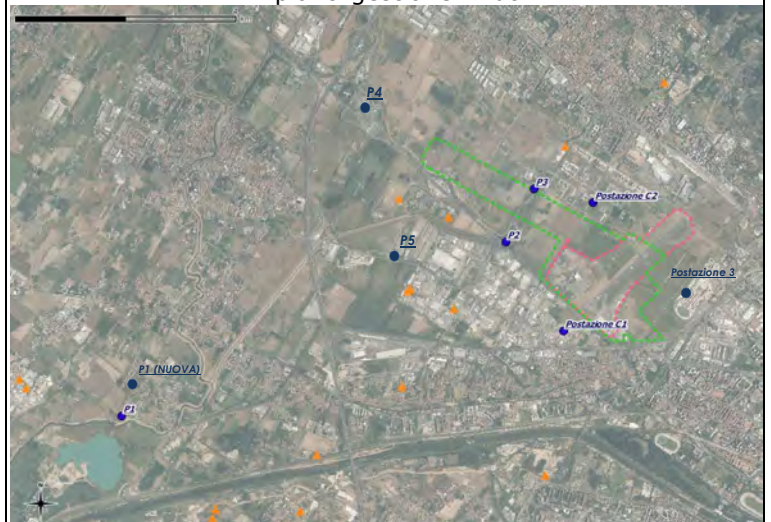 P4
P3
Postazione C2
P5
P2
Postazione 3
Postazione C1
P1 (NUOVA)
P1